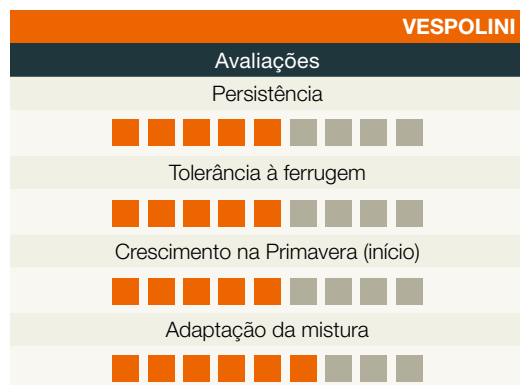 VESPOLINI
Avaliações
Persistência
Tolerância à ferrugem
Crescimento na Primavera (início)
Adaptação da mistura